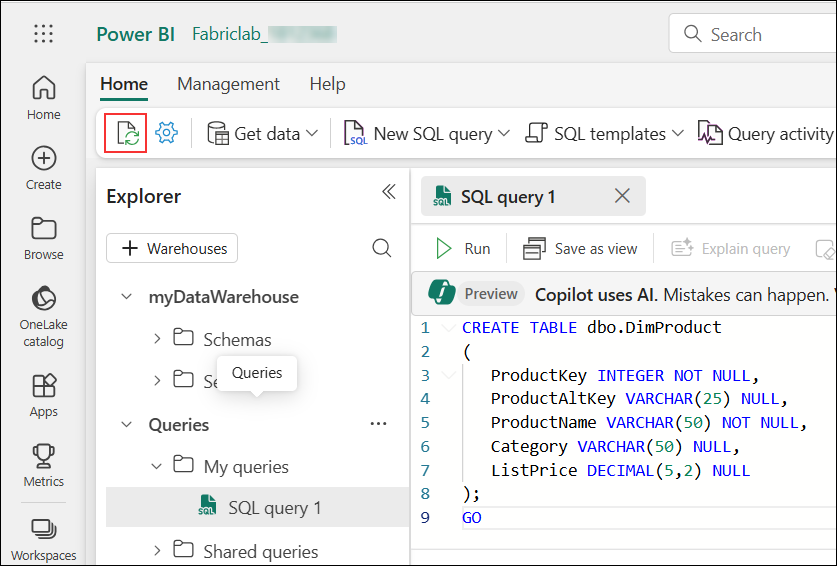 Power BI Fabriclab_
Search
Home
Create
Browse
OneLake
catalog
Apps
Metrics
Workspaces
Home Management Help
Get data New SQL query SQL templates Query activity
Explorer
+ Warehouses
myDataWarehouse
Schemas
Se
Queries
Queries
My queries
SQL query 1
Shared queries
SQL query 1
Run Save as view Explain query
Preview Copilot uses AI. Mistakes can happen.
1 CREATE TABLE dbo.DimProduct
2 (
3 ProductKey INTEGER NOT NULL,
4 ProductAltKey VARCHAR(25) NULL,
5 ProductName VARCHAR(50) NOT NULL,
6 Category VARCHAR(50) NULL,
7 ListPrice DECIMAL(5,2) NULL
8 );
9 GO